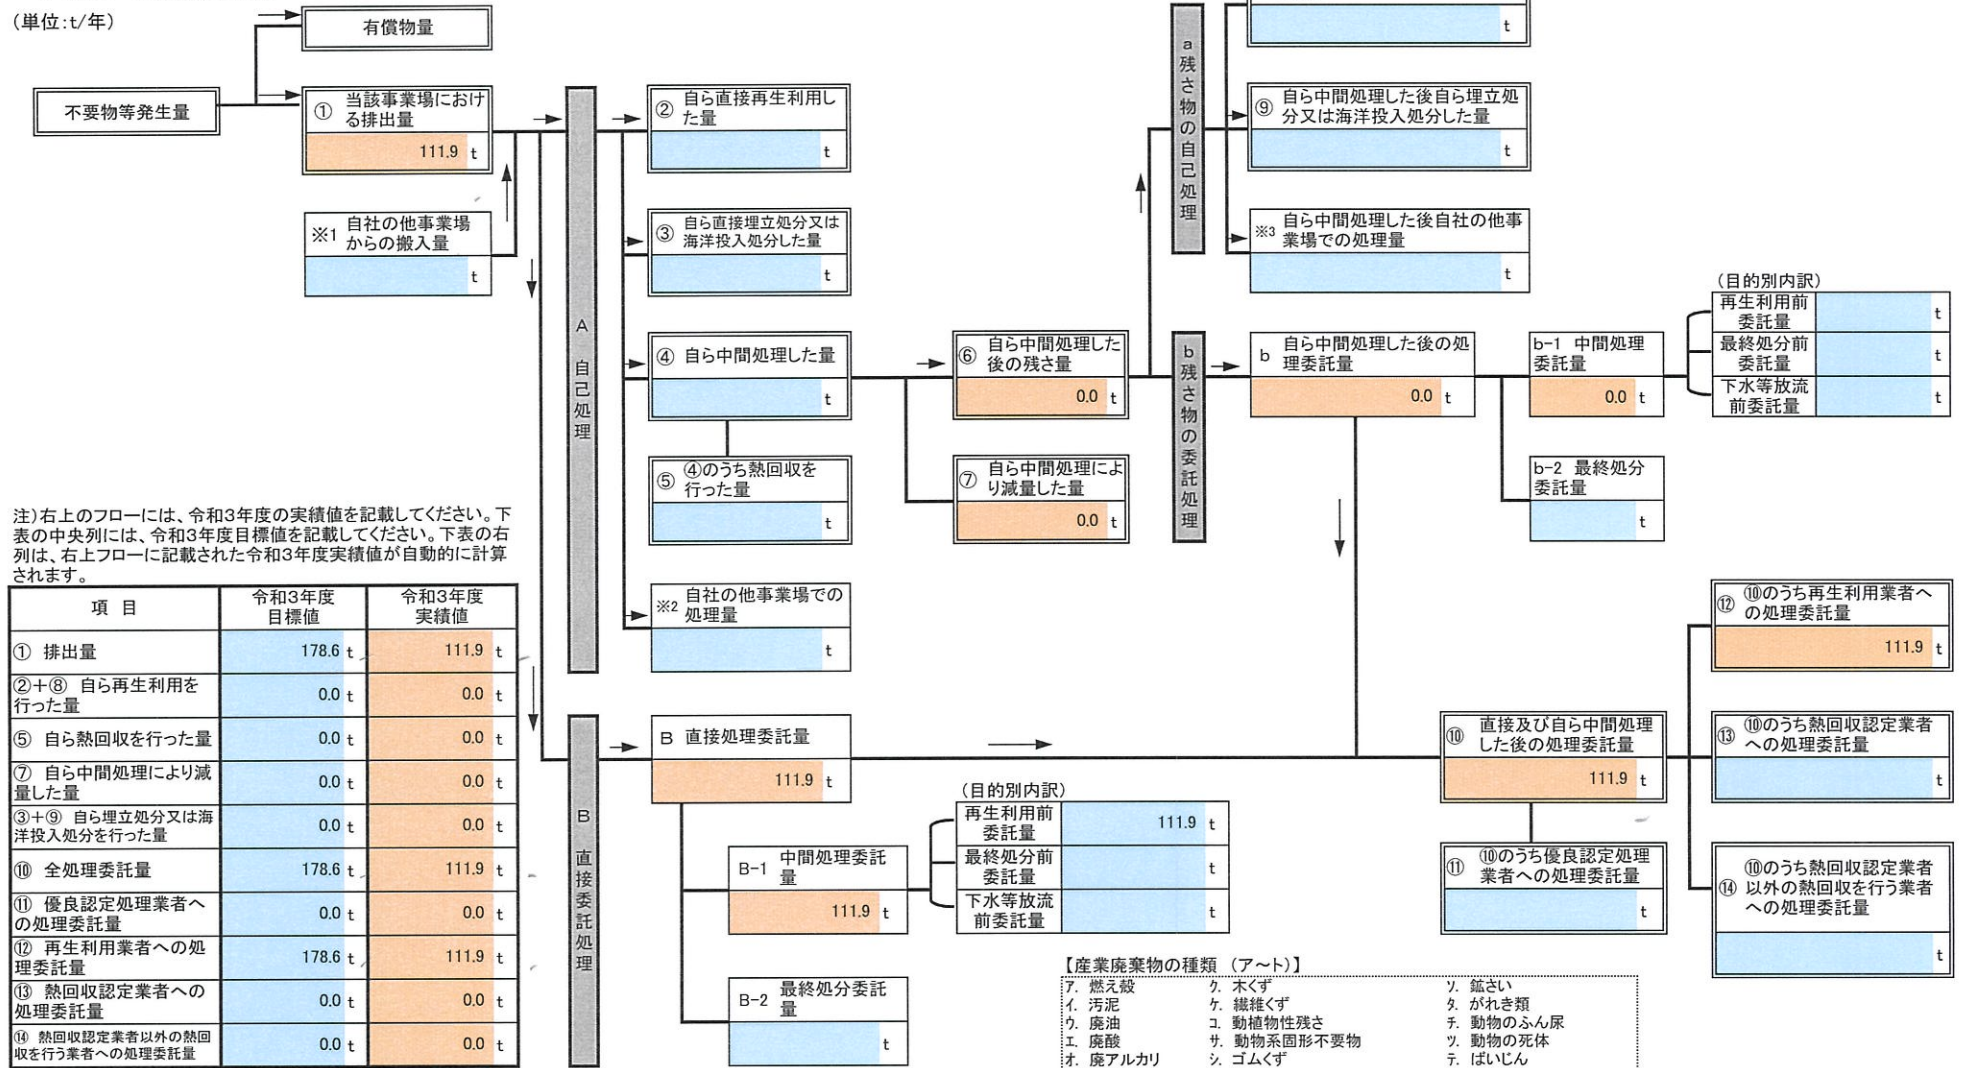 (単位:t/年)
有償物量
不要物等発生量
① 当該事業場におけ
る排出量
111.9 t
※1 自社の他事業場
からの搬入量
t
A 自己処理
② 自ら直接再生利用し
た量
t
③ 自ら直接埋立処分又は
海洋投入処分した量
t
④ 自ら中間処理した量
t
⑤ ④のうち熱回収を
行った量
t
※2 自社の他事業場での
処理量
t
⑥ 自ら中間処理した
後の残さ量
0.0 t
⑦ 自ら中間処理によ
り減量した量
0.0 t
a 残さ物の自己処理
t
⑨ 自ら中間処理した後自ら埋立処
分又は海洋投入処分した量
t
※3 自ら中間処理した後自社の他事
業場での処理量
t
b 残さ物の委託処理
b 自ら中間処理した後の処
理委託量
0.0 t
b-1 中間処理
委託量
0.0 t
(目的別内訳)
再生利用前
委託量
t
最終処分前
委託量
t
下水等放流
前委託量
t
b-2 最終処分
委託量
t
注)右上のフローには、令和3年度の実績値を記載してください。下
表の中央列には、令和3年度目標値を記載してください。下表の右
列は、右上フローに記載された令和3年度実績値が自動的に計算
されます。
項 目 令和3年度 目標値 令和3年度 実績値
① 排出量 178.6 t 111.9 t
②+⑧ 自ら再生利用を
行った量 0.0 t 0.0 t
⑤ 自ら熱回収を行った量 0.0 t 0.0 t
⑦ 自ら中間処理により減
量した量 0.0 t 0.0 t
③+⑨ 自ら埋立処分又は海
洋投入処分を行った量 0.0 t 0.0 t
⑩ 全処理委託量 178.6 t 111.9 t
⑪ 優良認定処理業者へ
の処理委託量 0.0 t 0.0 t
⑫ 再生利用業者への処
理委託量 178.6 t 111.9 t
⑬ 熱回収認定業者への
処理委託量 0.0 t 0.0 t
⑭ 熱回収認定業者以外の熱回
収を行う業者への処理委託量 0.0 t 0.0 t
B 直接委託処理
B 直接処理委託量
111.9 t
B-1 中間処理委託
量
111.9 t
(目的別内訳)
再生利用前
委託量
111.9 t
最終処分前
委託量
t
下水等放流
前委託量
t
B-2 最終処分委託
量
t
⑩ 直接及び自ら中間処理
した後の処理委託量
111.9 t
⑪ ⑩のうち優良認定処理
業者への処理委託量
t
⑫ ⑩のうち再生利用業者へ
の処理委託量
111.9 t
⑬ ⑩のうち熱回収認定業者
への処理委託量
t
⑭ ⑩のうち熱回収認定業者
以外の熱回収を行う業者
への処理委託量
t
【産業廃棄物の種類 (ア~ト)】
ア. 燃え殻 ク. 木くず ソ. 鉱さい
イ. 汚泥 ケ. 繊維くず タ. がれき類
ウ. 廃油 コ. 動植物性残さ チ. 動物のふん尿
エ. 廃酸 サ. 動物系固形不要物 ツ. 動物の死体
オ. 廃アルカリ シ. ゴムくず テ. ばいじん